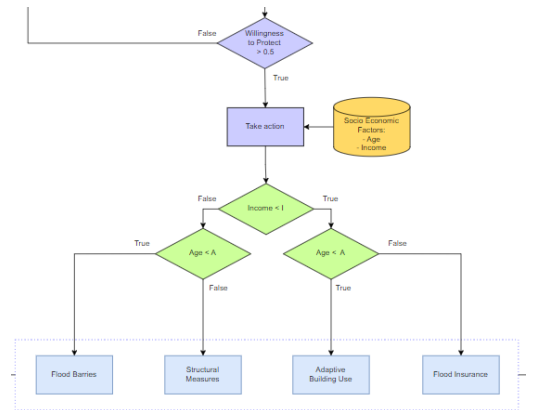 False
Willingness
to Protect
> 0.5
True
Take action
Socio Economic
Factors:
- Age
- Income
False
Income < I
True
True
Age < A
Age < A
False
False
True
Flood Barries
Structural
Measures
Adaptive
Building Use
Flood Insurance